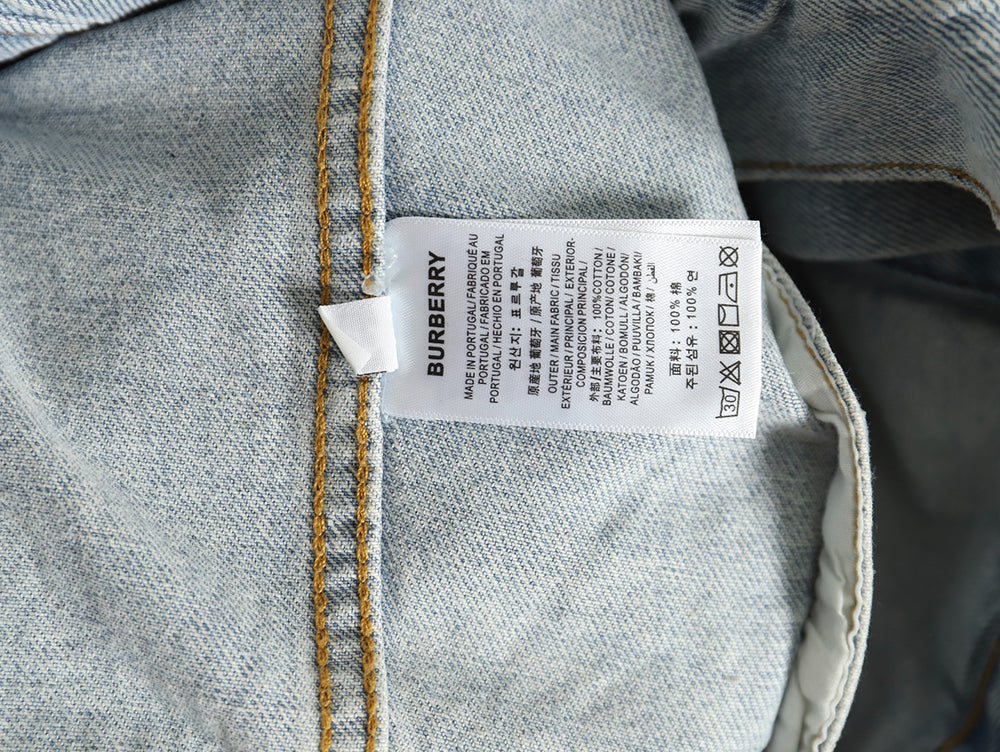 BURBERRY
MADE IN PORTUGAL / FABRIQUÉ AU
PORTUGAL / FABRICADO EM
PORTUGAL / HECHO EN PORTUGAL
원산지: 포르투갈
原産地 葡萄牙 / 原产地 葡萄牙
OUTER / MAIN FABRIC / TISSU
EXTÉRIEUR / PRINCIPAL / EXTERIOR-
COMPOSICION PRINCIPAL /
外部 / 主要布料: 100% COTTON /
BAUMWOLLE / COTON / COTONE /
KATOEN / BOMULL / ALGODÓN /
ALGODÃO / PUUVILLA / BAMBAKI /
PAMUK / ХЛОПОК / 棉 /
面料: 100% 棉
주된섬유: 100% 면
30